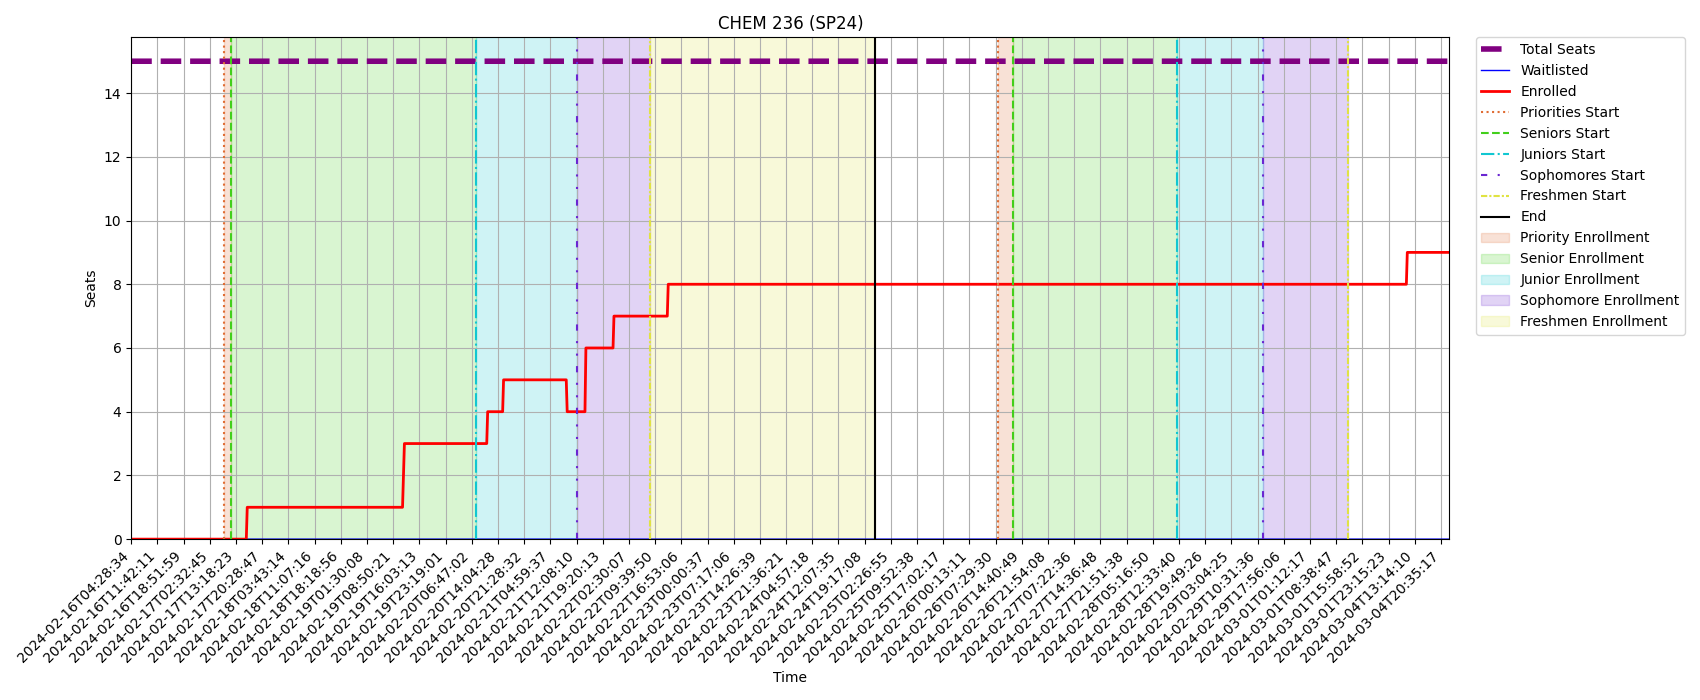 CHEM 236 (SP24)
Seats
14
12
10
8
6
4
2
0
2024-02-16T04:28:34
2024-02-16T11:42:11
2024-02-16T18:51:59
2024-02-17T02:32:45
2024-02-17T13:18:23
2024-02-17T20:28:47
2024-02-18T03:43:14
2024-02-18T11:07:16
2024-02-18T18:18:56
2024-02-19T01:30:08
2024-02-19T08:50:21
2024-02-19T16:03:13
2024-02-19T23:19:01
2024-02-20T06:47:02
2024-02-20T14:04:28
2024-02-20T21:28:32
2024-02-21T04:59:37
2024-02-21T12:08:10
2024-02-21T19:20:13
2024-02-22T02:30:07
2024-02-22T09:39:50
2024-02-22T16:53:06
2024-02-23T00:00:37
2024-02-23T07:17:06
2024-02-23T14:26:39
2024-02-23T21:36:21
2024-02-24T04:57:18
2024-02-24T12:07:35
2024-02-24T19:17:08
2024-02-25T02:26:55
2024-02-25T09:52:38
2024-02-25T17:02:17
2024-02-26T00:13:11
2024-02-26T07:29:30
2024-02-26T14:40:49
2024-02-26T21:54:08
2024-02-27T07:22:36
2024-02-27T14:36:48
2024-02-27T21:51:38
2024-02-28T05:16:50
2024-02-28T12:33:40
2024-02-28T19:49:26
2024-02-29T03:04:25
2024-02-29T10:31:36
2024-02-29T17:56:06
2024-03-01T01:12:17
2024-03-01T08:38:47
2024-03-01T15:58:52
2024-03-01T23:15:23
2024-03-04T13:14:10
2024-03-04T20:35:17
Time
Total Seats
Waitlisted
Enrolled
Priorities Start
Seniors Start
Juniors Start
Sophomores Start
Freshmen Start
End
Priority Enrollment
Senior Enrollment
Junior Enrollment
Sophomore Enrollment
Freshmen Enrollment